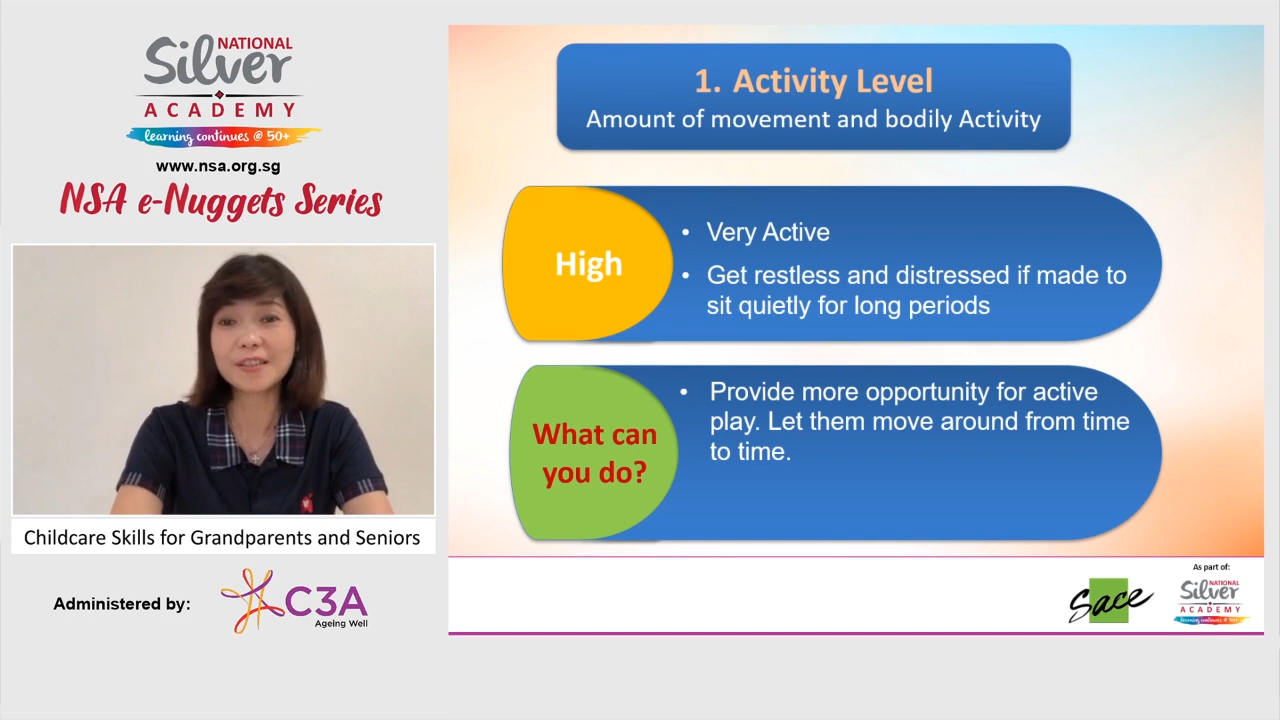 NATIONAL
Silver
ACADEMY
learning continues @ 50+
www.nsa.org.sg
NSA e-Nuggets Series
Childcare Skills for Grandparents and Seniors
Administered by:
C3A
Ageing Well
1. Activity Level
Amount of movement and bodily Activity
High
• Very Active
• Get restless and distressed if made to
sit quietly for long periods
What can
you do?
• Provide more opportunity for active
play. Let them move around from time
to time.
Sace
As part of:
NATIONAL
Silver
ACADEMY
learning continues @ 50+